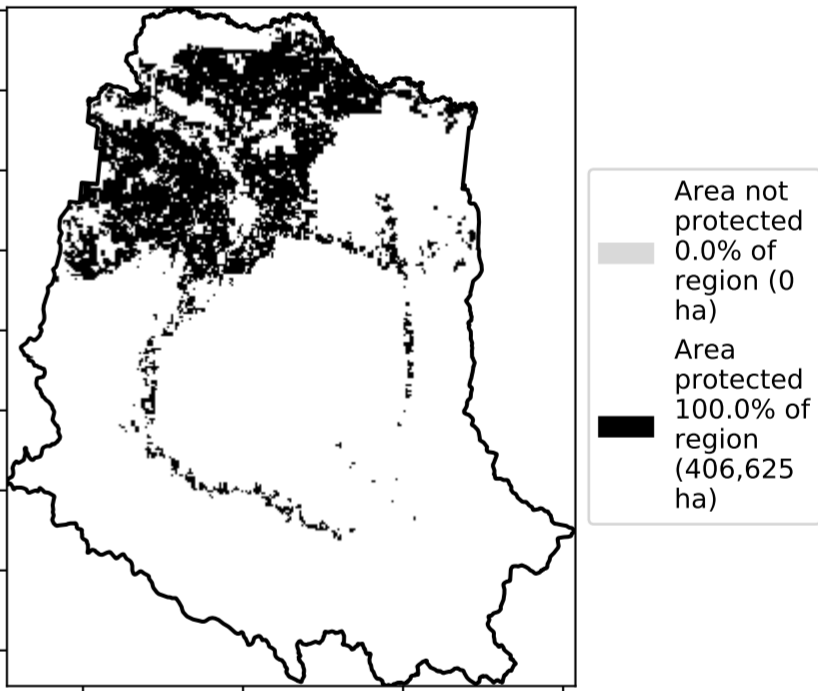 Area not
protected
0.0% of
region (0
ha)
Area
protected
100.0% of
region
(406,625
ha)